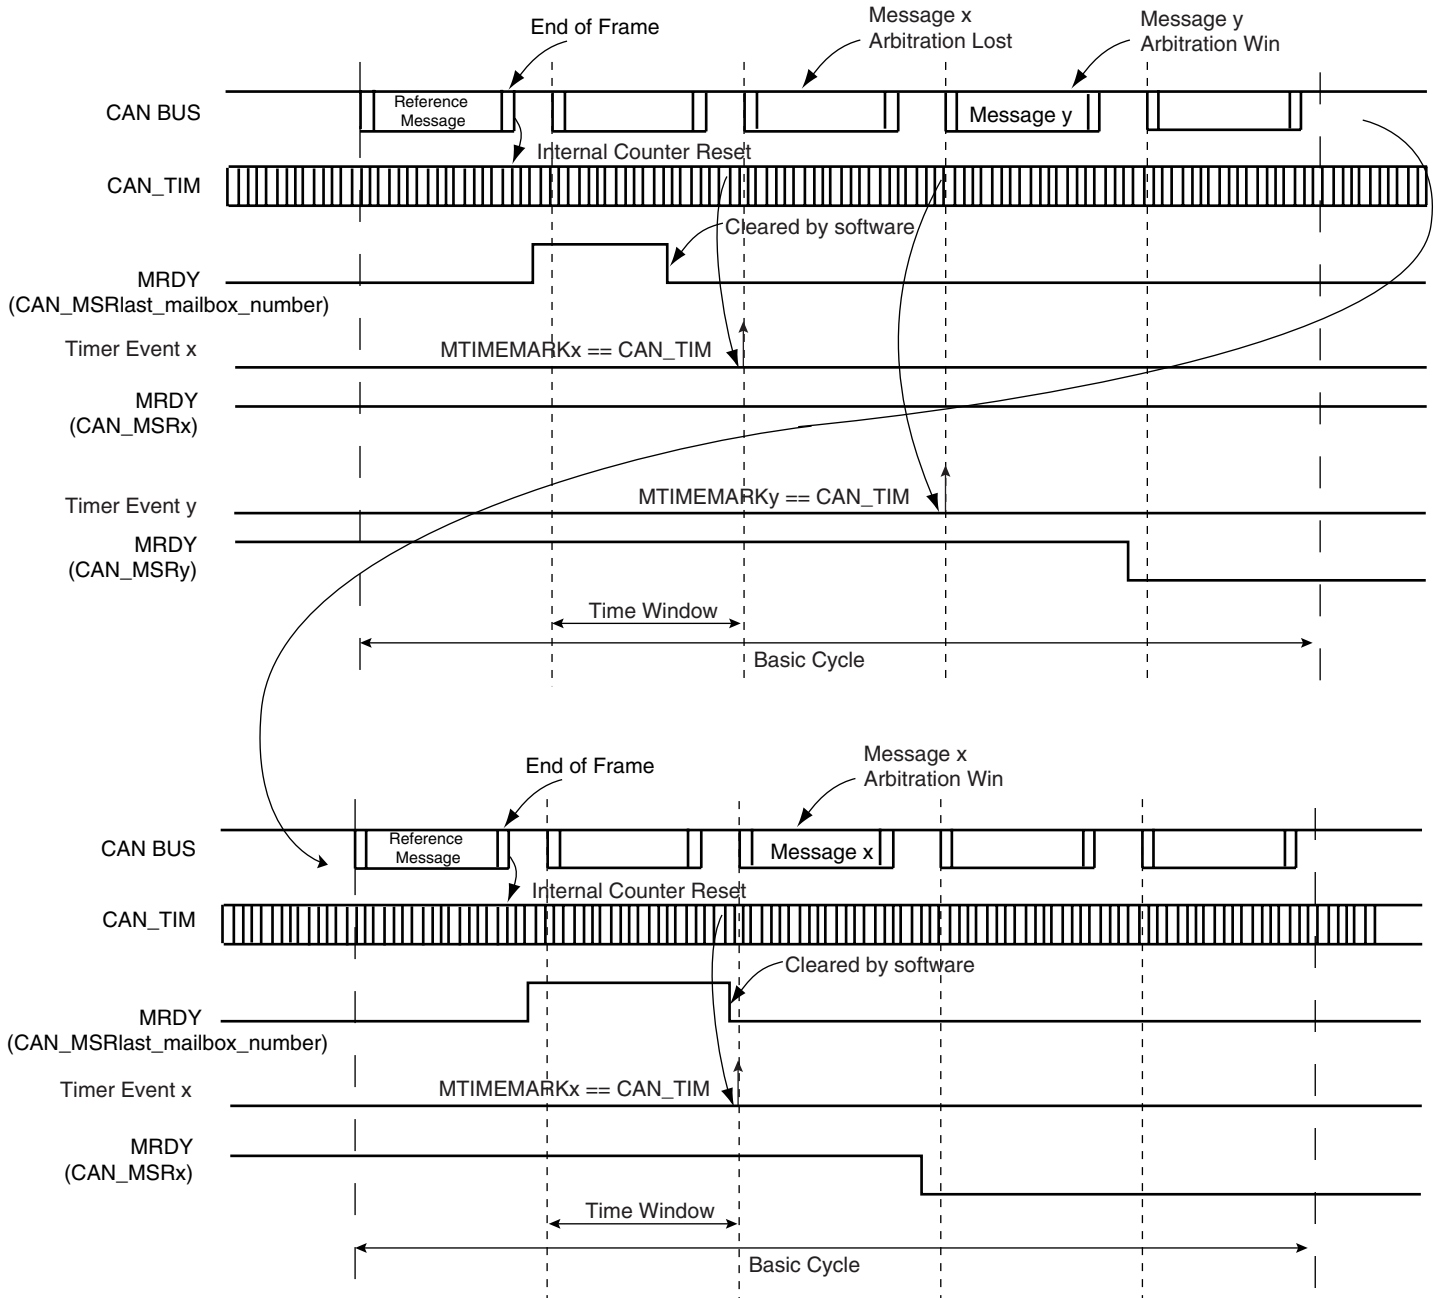 End of Frame
Message x
Arbitration Lost
Message y
Arbitration Win
CAN BUS
Reference
Message
Message y
Internal Counter Reset
CAN_TIM
Cleared by software
MRDY
(CAN_MSRlast_mailbox_number)
Timer Event x
MTIMEMARKx == CAN_TIM
MRDY
(CAN_MSRx)
Timer Event y
MTIMEMARKy == CAN_TIM
MRDY
(CAN_MSRy)
Time Window
Basic Cycle
End of Frame
Message x
Arbitration Win
CAN BUS
Reference
Message
Message x
Internal Counter Reset
CAN_TIM
Cleared by software
MRDY
(CAN_MSRlast_mailbox_number)
Timer Event x
MTIMEMARKx == CAN_TIM
MRDY
(CAN_MSRx)
Time Window
Basic Cycle